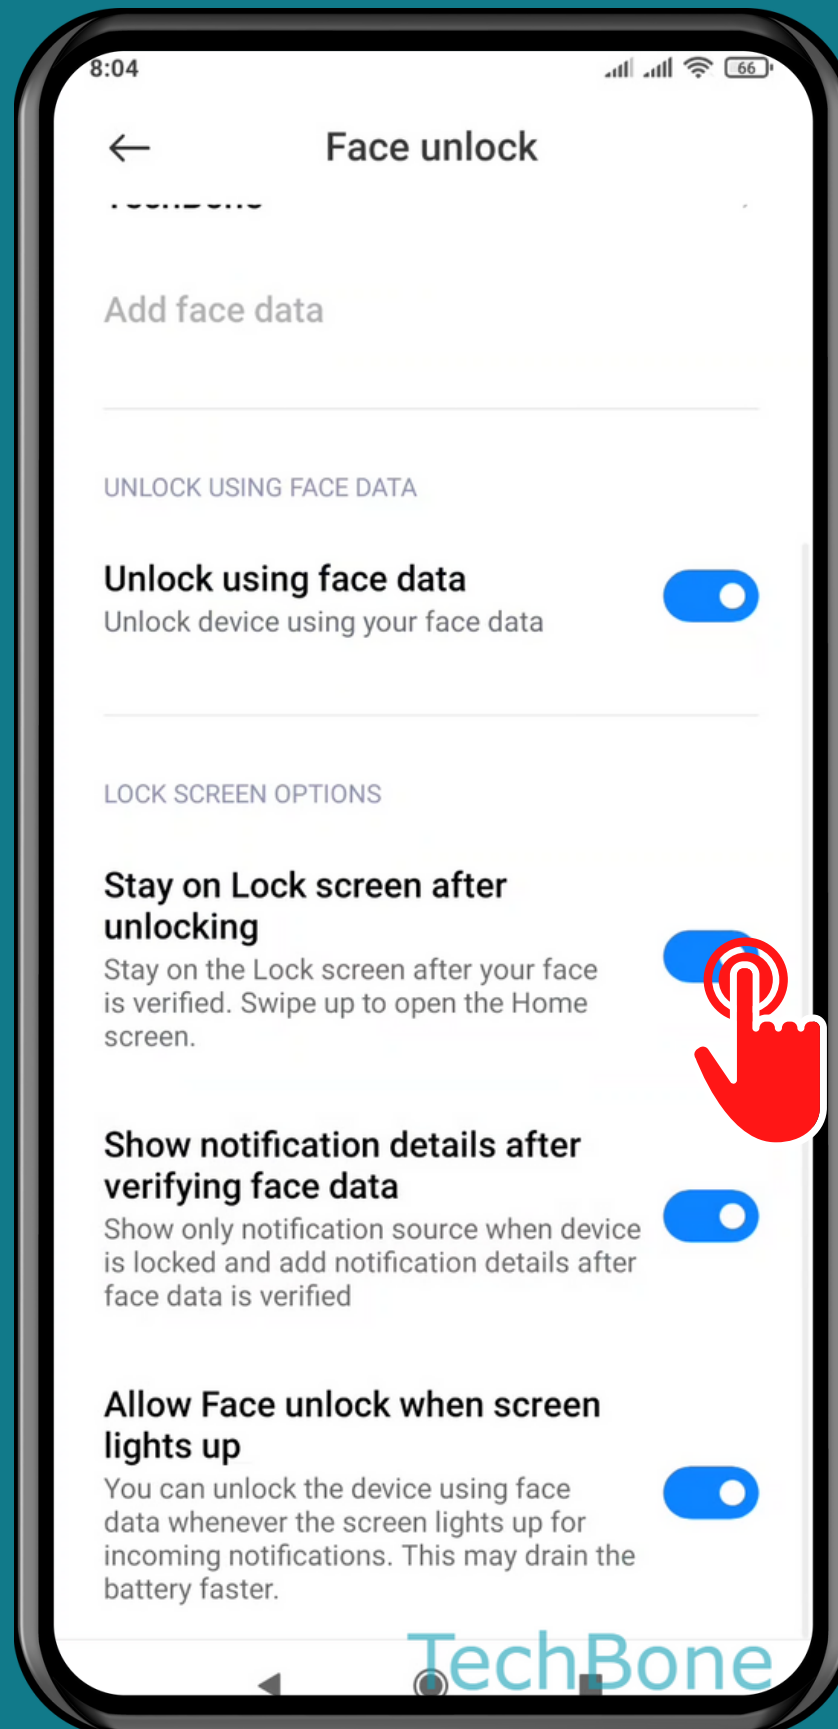 8:04
66
Face unlock
Add face data
UNLOCK USING FACE DATA
Unlock using face data
Unlock device using your face data
LOCK SCREEN OPTIONS
Stay on Lock screen after
unlocking
Stay on the Lock screen after your face
is verified. Swipe up to open the Home
screen.
Show notification details after
verifying face data
Show only notification source when device
is locked and add notification details after
face data is verified
Allow Face unlock when screen
lights up
You can unlock the device using face
data whenever the screen lights up for
incoming notifications. This may drain the
battery faster.
TechBone